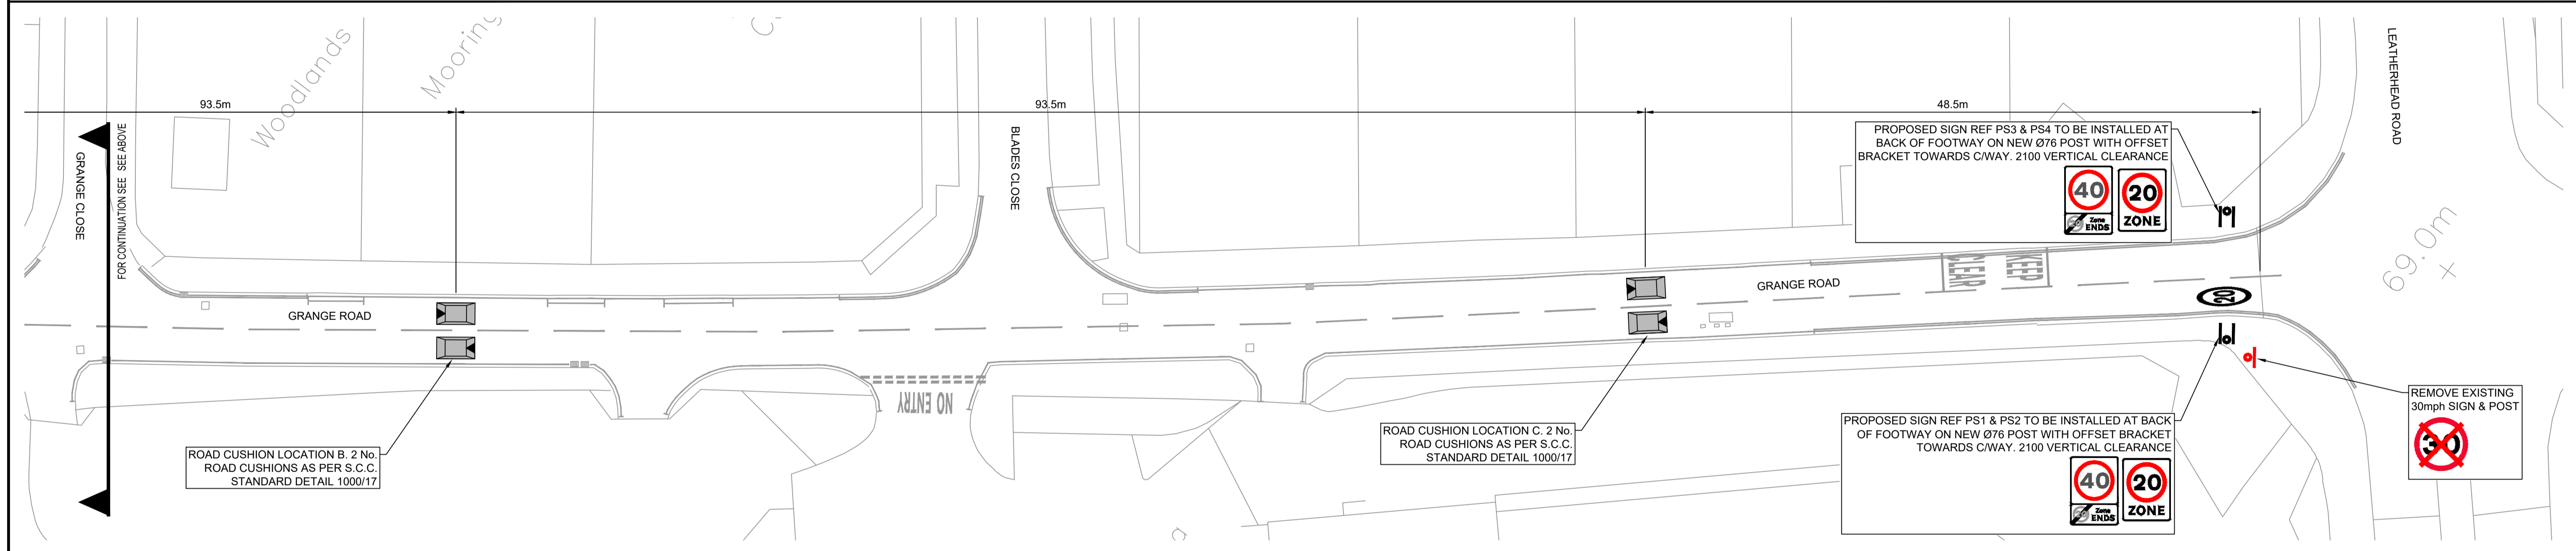 Woodlands
Mooring
C
LEATHERHEAD ROAD
93.5m
93.5m
48.5m
GRANGE CLOSE
FOR CONTINUATION SEE SEE ABOVE
BLADES CLOSE
PROPOSED SIGN REF PS3 & PS4 TO BE INSTALLED AT
BACK OF FOOTWAY ON NEW Ø76 POST WITH OFFSET
BRACKET TOWARDS C/WAY. 2100 VERTICAL CLEARANCE
40
Zone
ENDS
20
ZONE
69.0m
GRANGE ROAD
GRANGE ROAD
KEEP
CLEAR
20
NO ENTRY
ROAD CUSHION LOCATION B. 2 No.
ROAD CUSHIONS AS PER S.C.C.
STANDARD DETAIL 1000/17
ROAD CUSHION LOCATION C. 2 No.
ROAD CUSHIONS AS PER S.C.C.
STANDARD DETAIL 1000/17
PROPOSED SIGN REF PS1 & PS2 TO BE INSTALLED AT BACK
OF FOOTWAY ON NEW Ø76 POST WITH OFFSET BRACKET
TOWARDS C/WAY. 2100 VERTICAL CLEARANCE
40
Zone
ENDS
20
ZONE
REMOVE EXISTING
30mph SIGN & POST
30